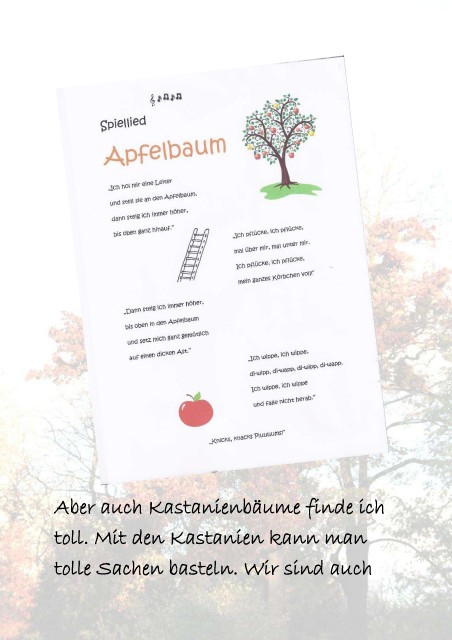 Spiellied
Apfelbaum
„Ich hol mir eine Leiter
und stell sie an den Apfelbaum,
dann steig ich immer höher,
bis oben ganz hinauf.“
„Ich pflücke, ich pflücke,
mal über mir, mal unter mir.
Ich pflücke, ich pflücke,
mein ganzes Körbchen voll!“
„Dann steig ich immer höher,
bis oben in den Apfelbaum
und setz mich ganz gemütlich
auf einen dicken Ast.“
„Ich wippe, ich wippe,
di-wipp, di-wapp, di-wipp, di-wapp.
Ich wippe, ich wippe
und falle nicht herab.“
„Knicks, knacks
Aber auch Kastanienbäume finde ich
toll. Mit den Kastanien kann man
tolle Sachen basteln. Wir sind auch